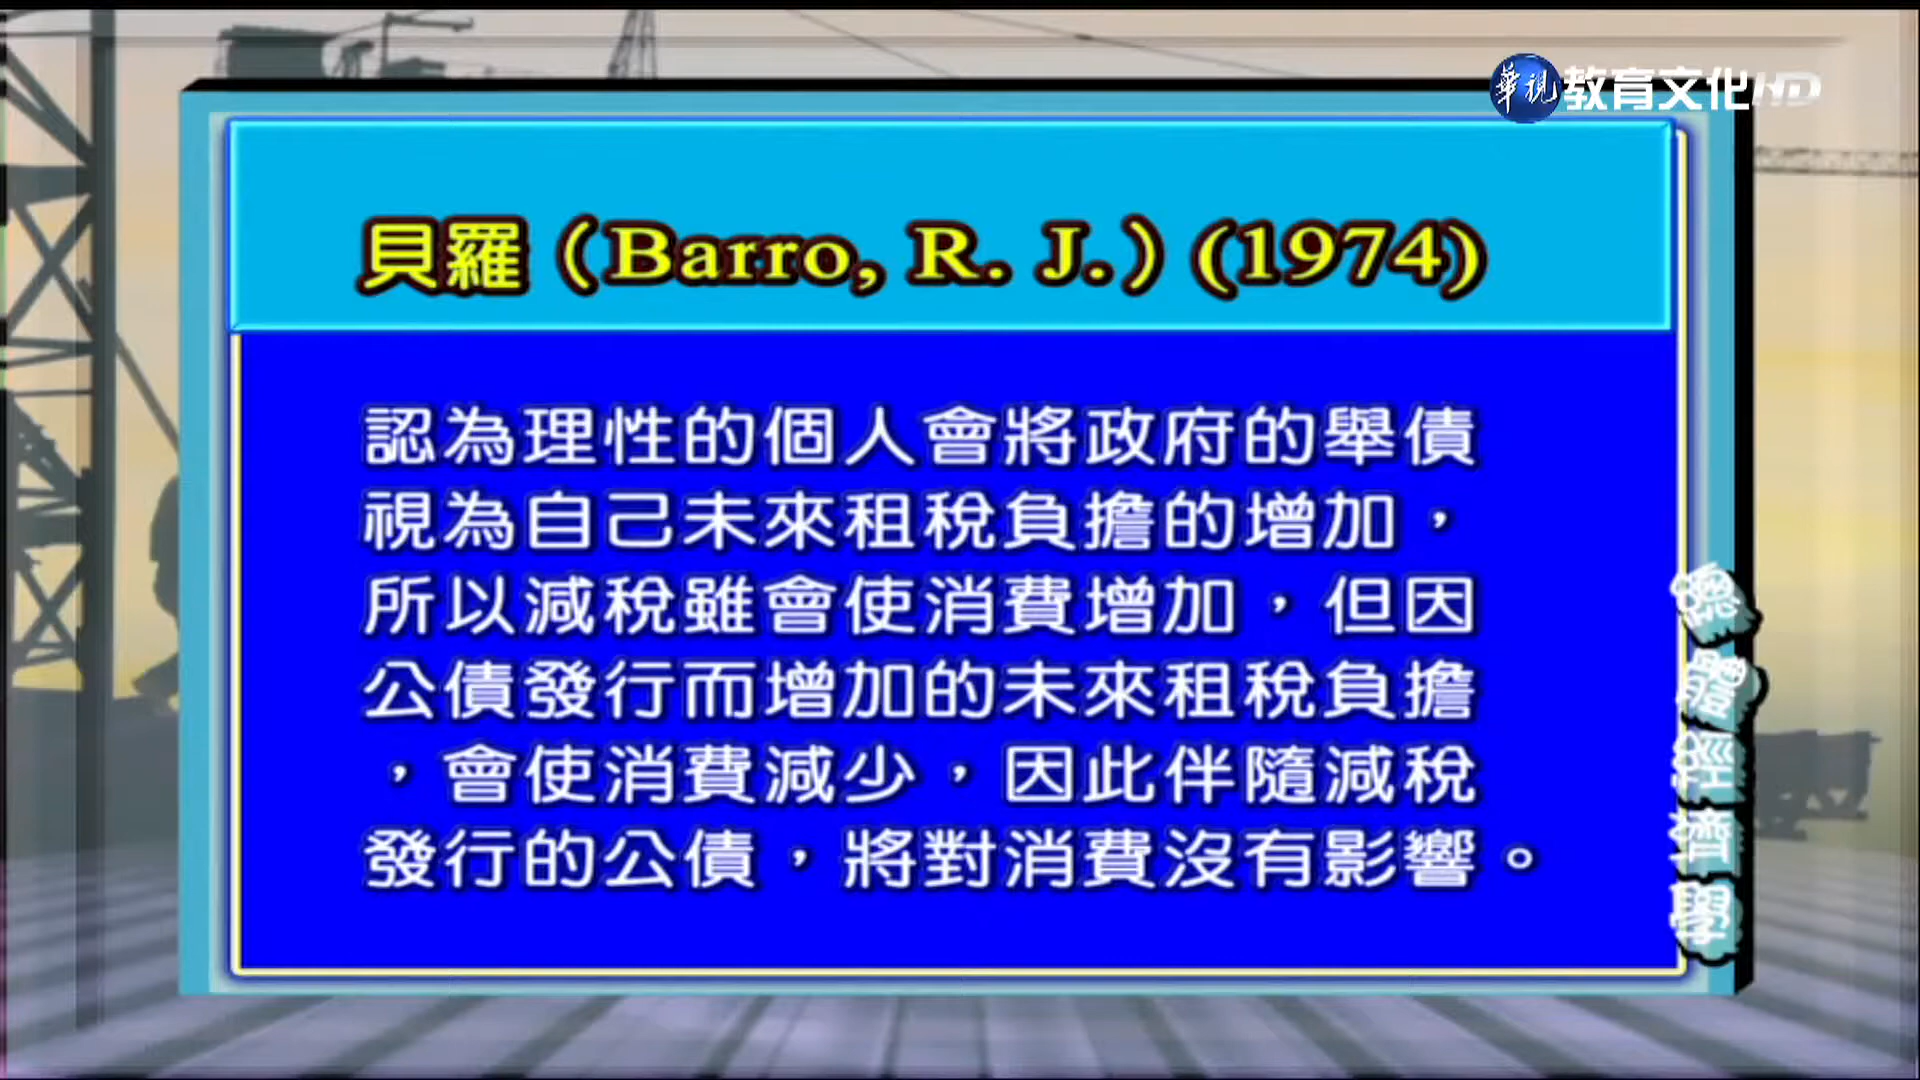 華視 教育文化HD
貝羅（Barro, R. J.）(1974)
認為理性的個人會將政府的舉債
視為自己未來租稅負擔的增加，
所以減稅雖會使消費增加，但因
公債發行而增加的未來租稅負擔
，會使消費減少，因此伴隨減稅
發行的公債，將對消費沒有影響。
總體經濟學